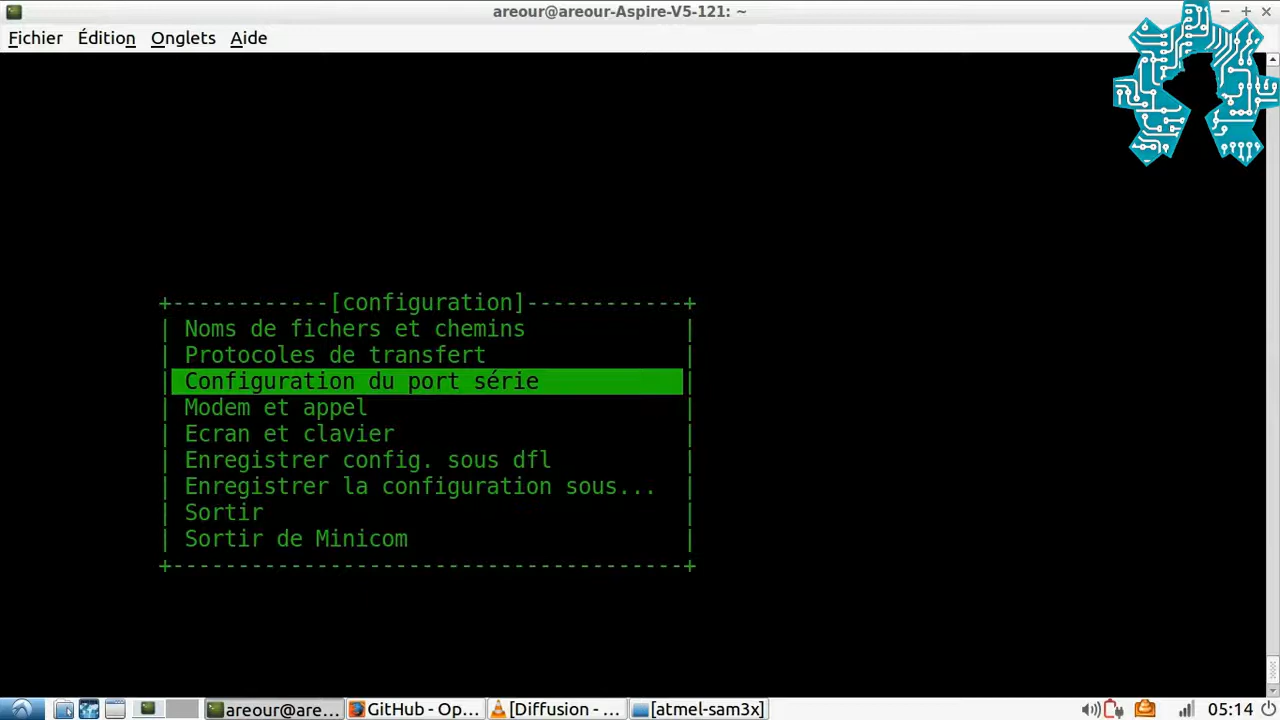 areour@areour-Aspire-V5-121: ~
Fichier Édition Onglets Aide
+------------[configuration]------------+
| Noms de fichers et chemins |
| Protocoles de transfert |
| Configuration du port série |
| Modem et appel |
| Ecran et clavier |
| Enregistrer config. sous dfl |
| Enregistrer la configuration sous... |
| Sortir |
| Sortir de Minicom |
+---------------------------------------+
areour@are... GitHub - Op... [Diffusion - ... [atmel-sam3x] 05:14